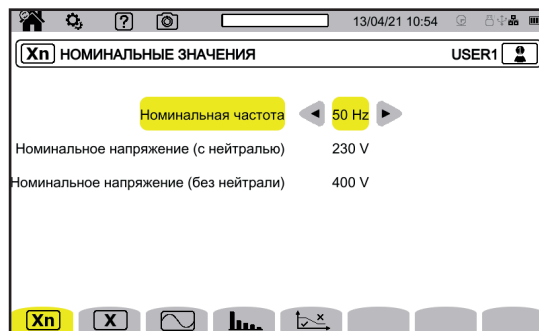 13/04/21 10:54
Xn НОМИНАЛЬНЫЕ ЗНАЧЕНИЯ USER1
Номинальная частота 50 Hz
Номинальное напряжение (с нейтралью) 230 V
Номинальное напряжение (без нейтрали) 400 V
Xn X